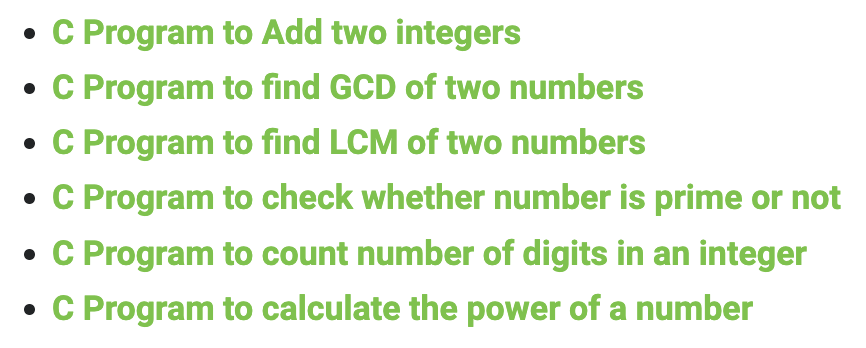 C Program to Add two integers
C Program to find GCD of two numbers
C Program to find LCM of two numbers
C Program to check whether number is prime or not
C Program to count number of digits in an integer
C Program to calculate the power of a number